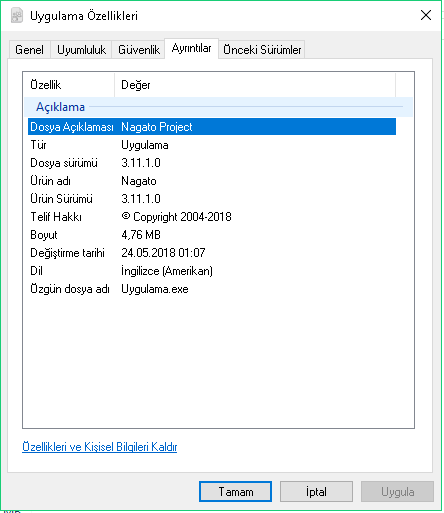 Uygulama Özellikleri
Genel Uyumluluk Güvenlik Ayrıntılar Önceki Sürümler
Özellik Değer
Açıklama
Dosya Açıklaması Nagato Project
Tür Uygulama
Dosya sürümü 3.11.1.0
Ürün adı Nagato
Ürün Sürümü 3.11.1.0
Telif Hakkı © Copyright 2004-2018
Boyut 4,76 MB
Değiştirme tarihi 24.05.2018 01:07
Dil İngilizce (Amerikan)
Özgün dosya adı Uygulama.exe
Özellikleri ve Kişisel Bilgileri Kaldır
Tamam İptal Uygula